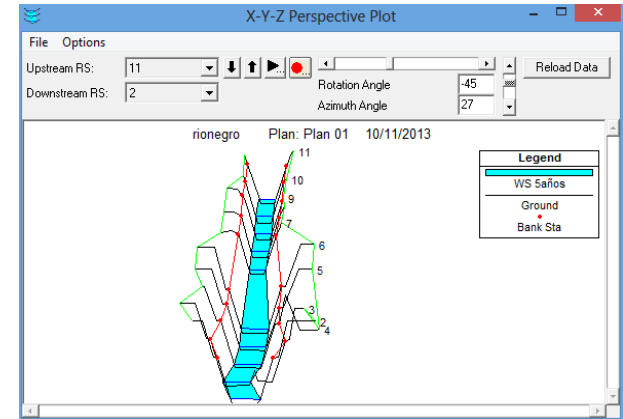 X-Y-Z Perspective Plot
File Options
Upstream RS: 11
Downstream RS: 2
Rotation Angle -45
Azimuth Angle 27
Reload Data
rionegro Plan: Plan 01 10/11/2013
Legend
WS 5años
Ground
Bank Sta
11
10
9
7
6
5
3
2
4